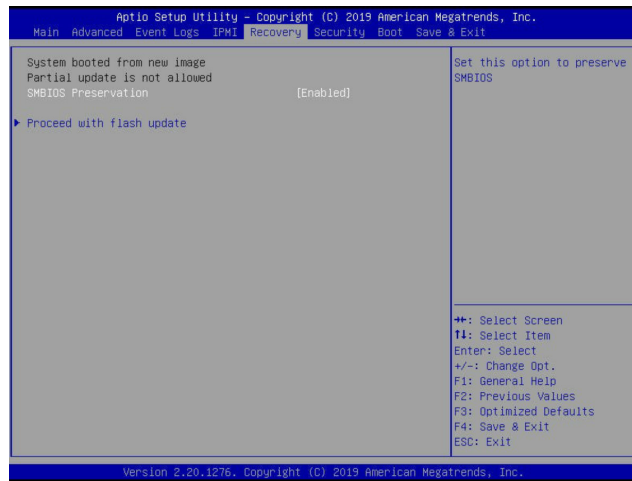 Aptio Setup Utility – Copyright (C) 2019 American Megatrends, Inc.
Main Advanced Event Logs IPMI Recovery Security Boot Save & Exit
System booted from new image
Partial update is not allowed
SMBIOS Preservation [Enabled]
▶ Proceed with flash update
Set this option to preserve
SMBIOS
→←: Select Screen
↑↓: Select Item
Enter: Select
+/-: Change Opt.
F1: General Help
F2: Previous Values
F3: Optimized Defaults
F4: Save & Exit
ESC: Exit
Version 2.20.1276. Copyright (C) 2019 American Megatrends, Inc.